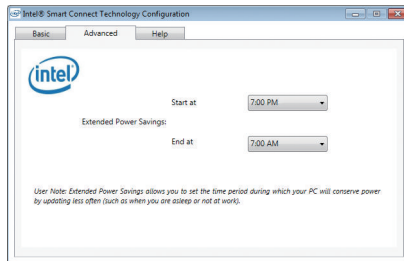 Intel® Smart Connect Technology Configuration
Basic Advanced Help
intel
Start at 7:00 PM
Extended Power Savings:
End at 7:00 AM
User Note: Extended Power Savings allows you to set the time period during which your PC will conserve power
by updating less often (such as when you are asleep or not at work).